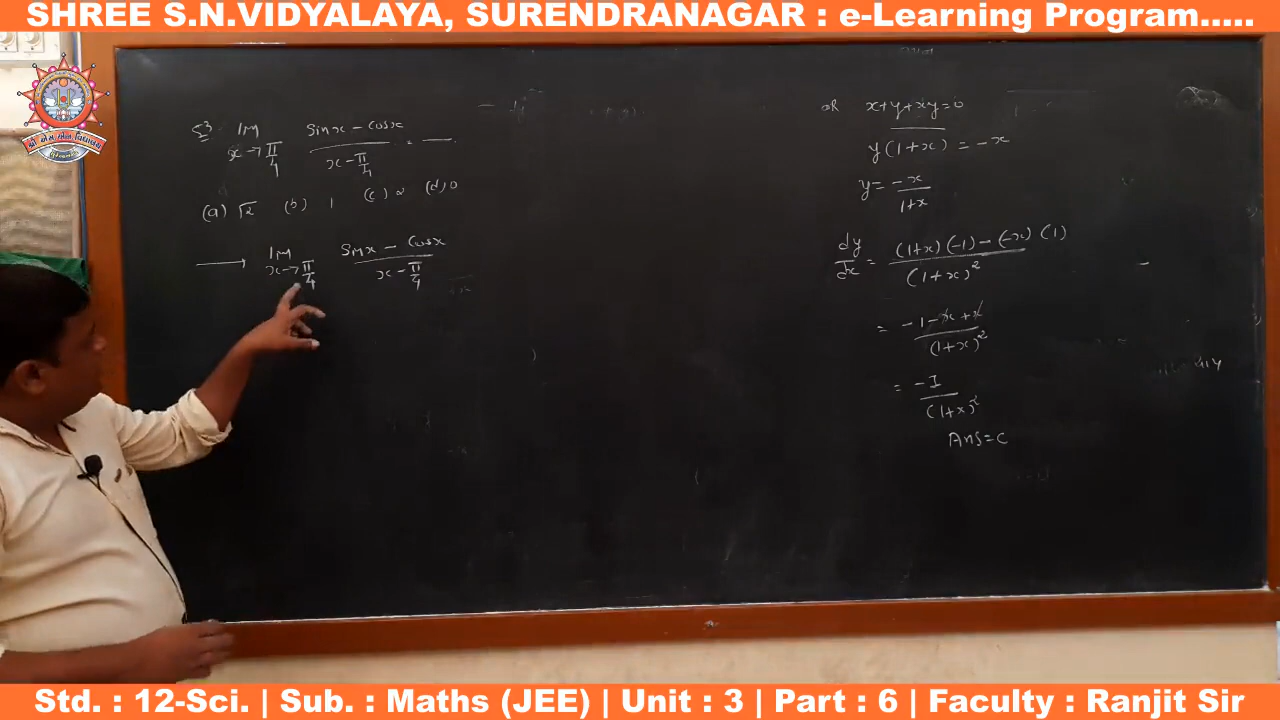 SHREE S.N.VIDYALAYA, SURENDRANAGAR : e-Learning Program.....
53 lim x→π/4 (sinx - cosx)/(x - π/4) = —
(a) √2 (b) 1 (c) ∞ (d) 0
→ lim x→π/4 (sinx - cosx)/(x - π/4)
OR x+y+xy=0
y(1+x) = -x
y = -x/(1+x)
dy/dx = ((1+x)(-1) - (-x)(1))/(1+x)²
= (-1-x+x)/(1+x)²
= -1/(1+x)²
Ans=C
Std. : 12-Sci. | Sub. : Maths (JEE) | Unit : 3 | Part : 6 | Faculty : Ranjit Sir